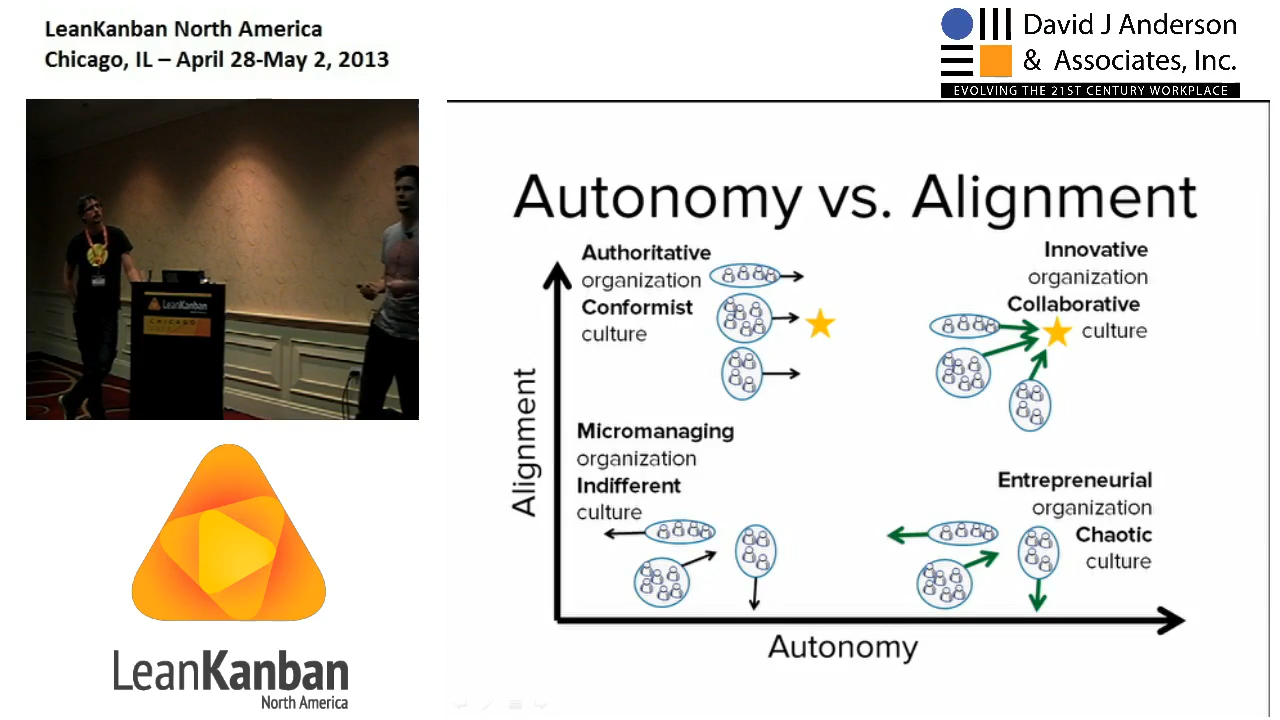 LeanKanban North America
Chicago, IL – April 28-May 2, 2013
David J Anderson
& Associates, Inc.
EVOLVING THE 21ST CENTURY WORKPLACE
LeanKanban
CHICAGO
LeanKanban
North America
Autonomy vs. Alignment
Authoritative
organization
Conformist
culture
Innovative
organization
Collaborative
culture
Micromanaging
organization
Indifferent
culture
Entrepreneurial
organization
Chaotic
culture
Alignment
Autonomy